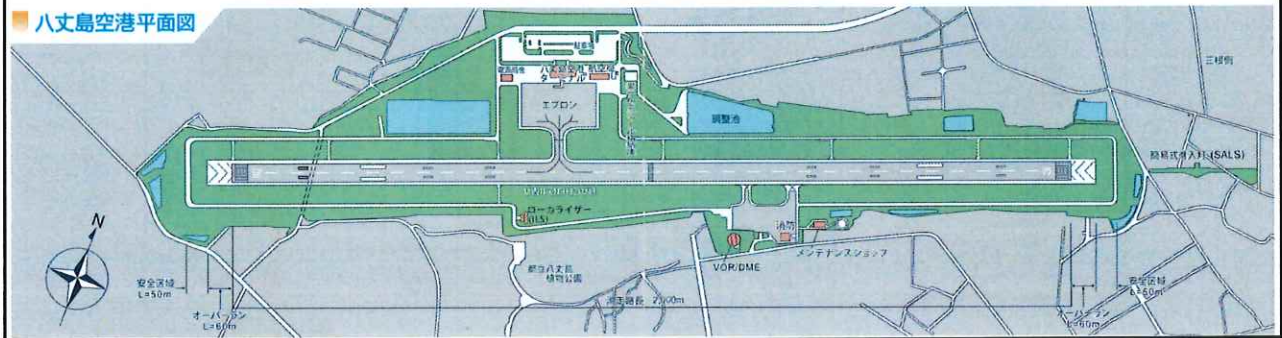 八丈島空港平面図
駐車場
八丈島空港
ターミナル
エプロン
調整池
三根側
簡易式進入灯(SALS)
ローカライザー
(ILS)
消防
メンテナンスショップ
VOR/DME
都立八丈島
植物公園
滑走路長 2,000m
N
安全区域
L=50m
オーバーラン
L=60m
オーバーラン
L=60m
安全区域